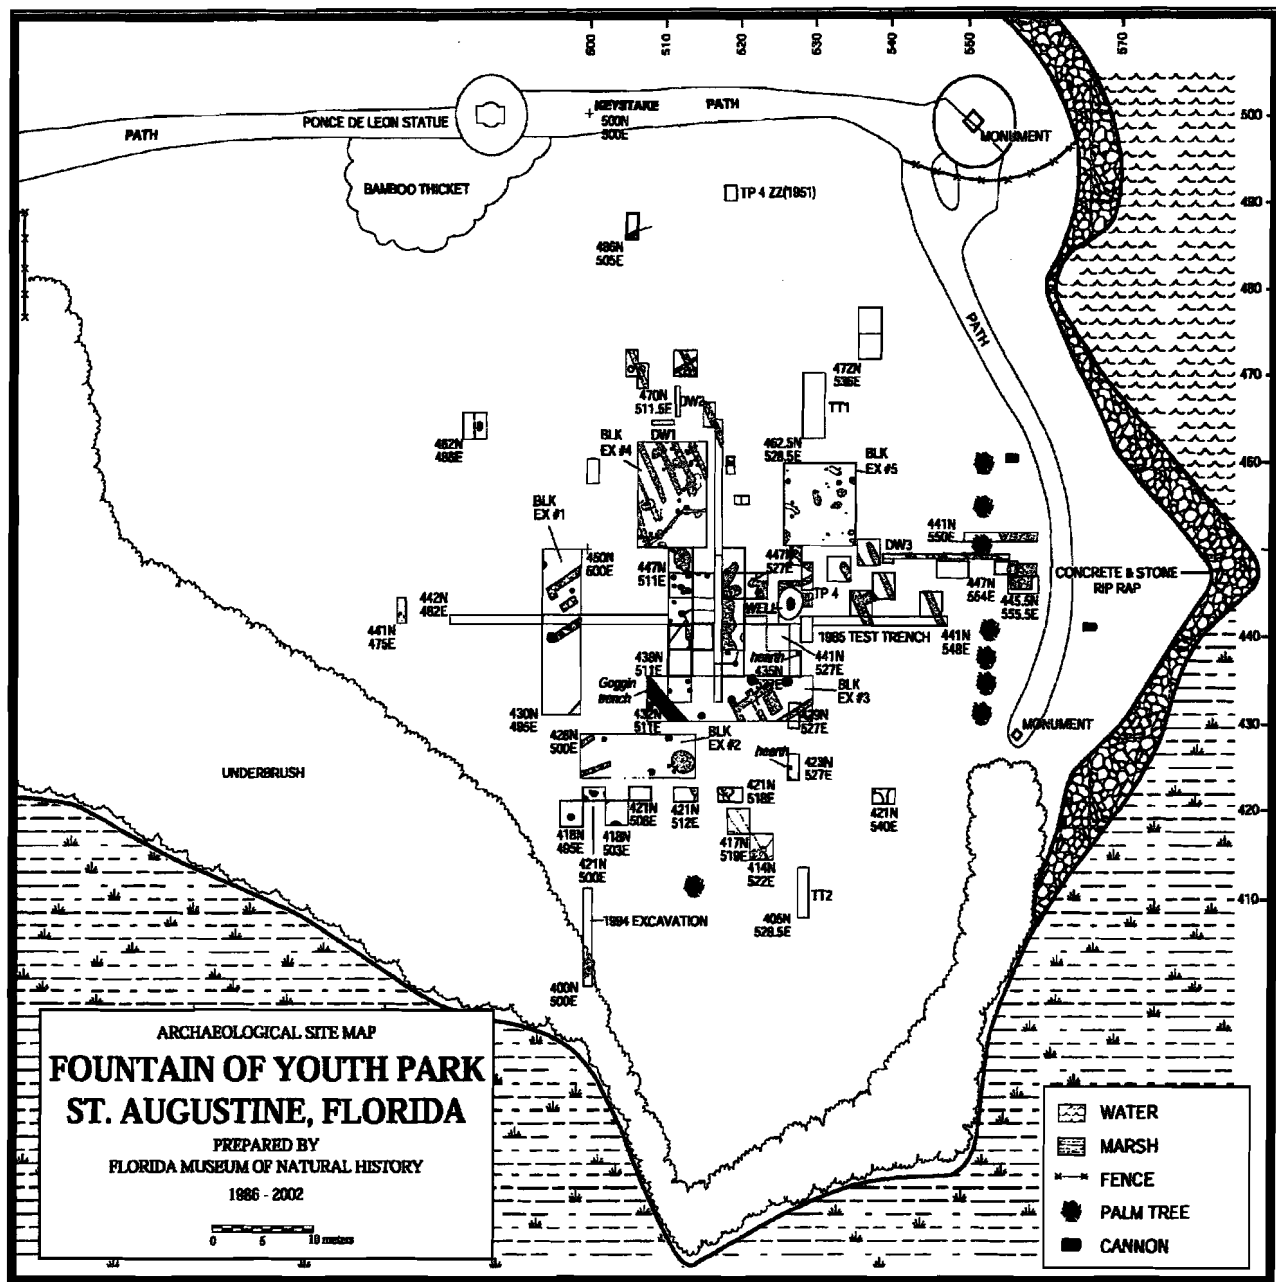 500
510
520
530
540
550
570
500
490
480
470
460
440
430
420
410
PATH
PONCE DE LEON STATUE
KEYSTAKE
500N
500E
PATH
MONUMENT
BAMBOO THICKET
TP 4 ZZ(1951)
486N
505E
PATH
472N
536E
TT1
470N
511.5E
DW2
DW1
462N
488E
BLK
EX #4
462.5N
528.5E
BLK
EX #5
BLK
EX #1
450N
500E
447N
511E
447N
527E
DW3
441N
550E
447N
564E
445.5N
555.5E
CONCRETE & STONE
RIP RAP
442N
482E
441N
475E
WELL
TP 4
1985 TEST TRENCH
441N
548E
441N
527E
hearth
435N
438N
511E
Goggin
trench
432N
511E
BLK
EX #3
527E
430N
495E
428N
500E
BLK
EX #2
MONUMENT
hearth
423N
527E
UNDERBRUSH
421N
508E
421N
512E
421N
518E
421N
540E
418N
495E
418N
503E
421N
500E
417N
519E
414N
522E
TT2
405N
528.5E
1994 EXCAVATION
400N
500E
ARCHAEOLOGICAL SITE MAP
FOUNTAIN OF YOUTH PARK
ST. AUGUSTINE, FLORIDA
PREPARED BY
FLORIDA MUSEUM OF NATURAL HISTORY
1986 - 2002
0 5 10 meters
WATER
MARSH
FENCE
PALM TREE
CANNON